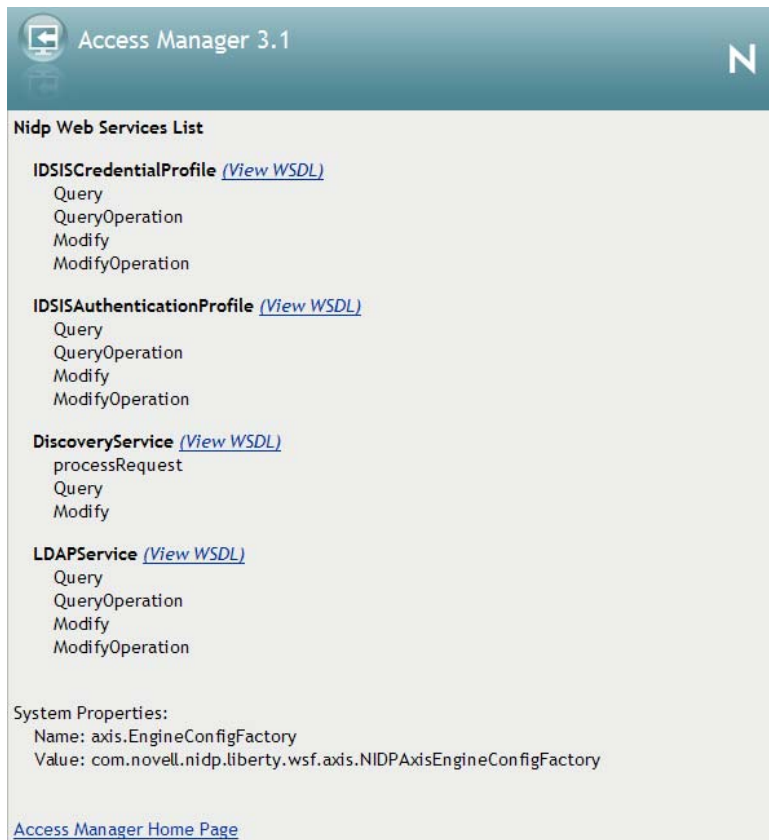 Access Manager 3.1
N
Nidp Web Services List
IDSISCredentialProfile (View WSDL)
Query
QueryOperation
Modify
ModifyOperation
IDSISAuthenticationProfile (View WSDL)
Query
QueryOperation
Modify
ModifyOperation
DiscoveryService (View WSDL)
processRequest
Query
Modify
LDAPService (View WSDL)
Query
QueryOperation
Modify
ModifyOperation
System Properties:
Name: axis.EngineConfigFactory
Value: com.novell.nidp.liberty.wsf.axis.NIDPAxisEngineConfigFactory
Access Manager Home Page